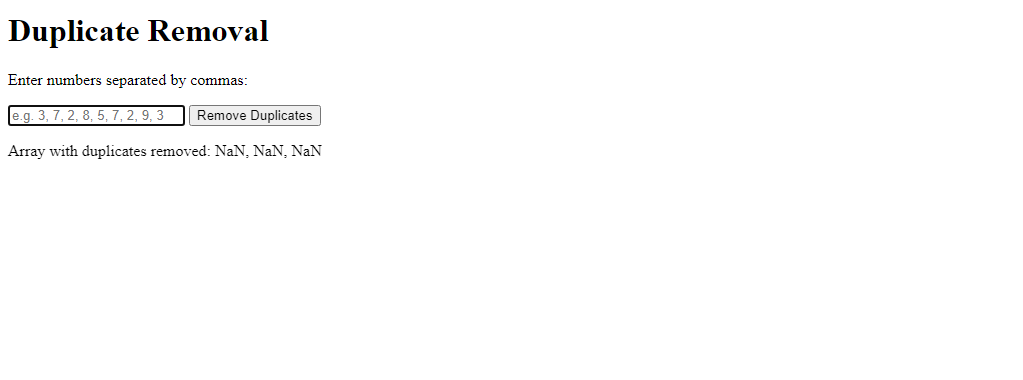 Duplicate Removal
Enter numbers separated by commas:
e.g. 3, 7, 2, 8, 5, 7, 2, 9, 3 Remove Duplicates
Array with duplicates removed: NaN, NaN, NaN